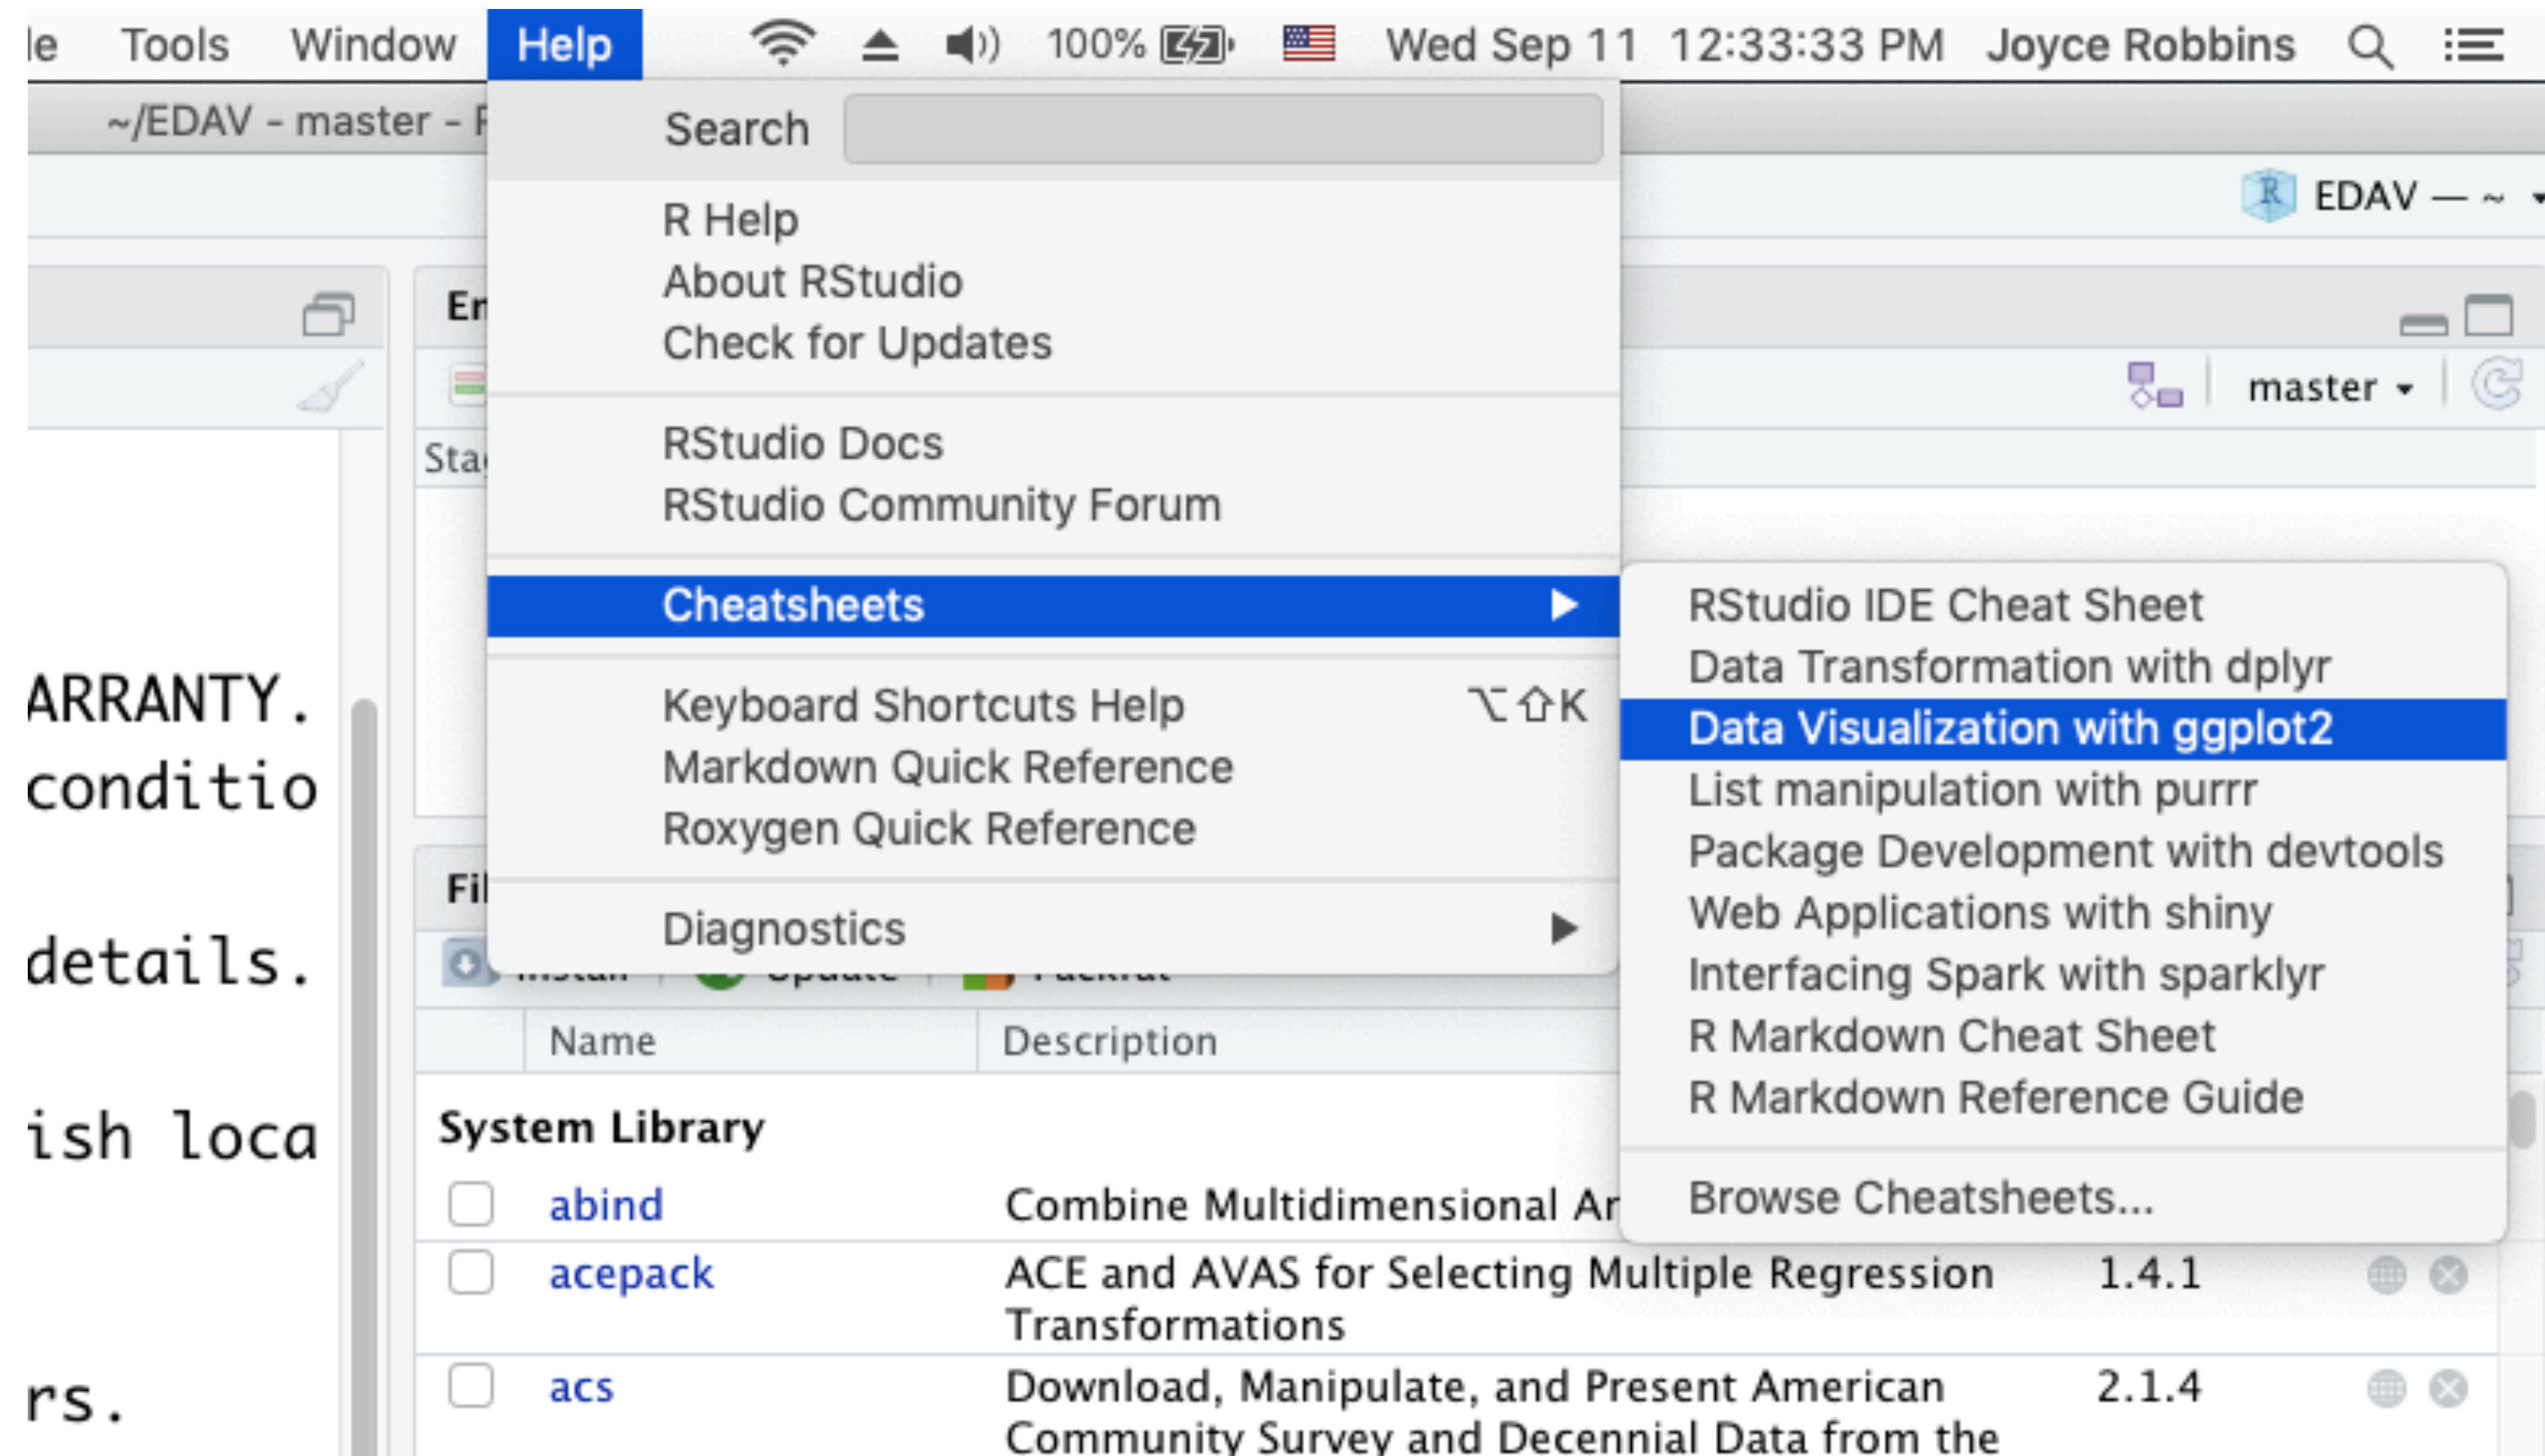 Tools Window Help 100% Wed Sep 11 12:33:33 PM Joyce Robbins
~/EDAV - master -
Search
EDAV — ~
R Help
About RStudio
Check for Updates
master
RStudio Docs
RStudio Community Forum
Cheatsheets
Keyboard Shortcuts Help ⌥⇧K
Markdown Quick Reference
Roxygen Quick Reference
Diagnostics
RStudio IDE Cheat Sheet
Data Transformation with dplyr
Data Visualization with ggplot2
List manipulation with purrr
Package Development with devtools
Web Applications with shiny
Interfacing Spark with sparklyr
R Markdown Cheat Sheet
R Markdown Reference Guide
Browse Cheatsheets...
ARRANTY.
conditio
details.
ish loca
rs.
Name Description
System Library
abind Combine Multidimensional Ar
acepack ACE and AVAS for Selecting Multiple Regression 1.4.1
Transformations
acs Download, Manipulate, and Present American 2.1.4
Community Survey and Decennial Data from the